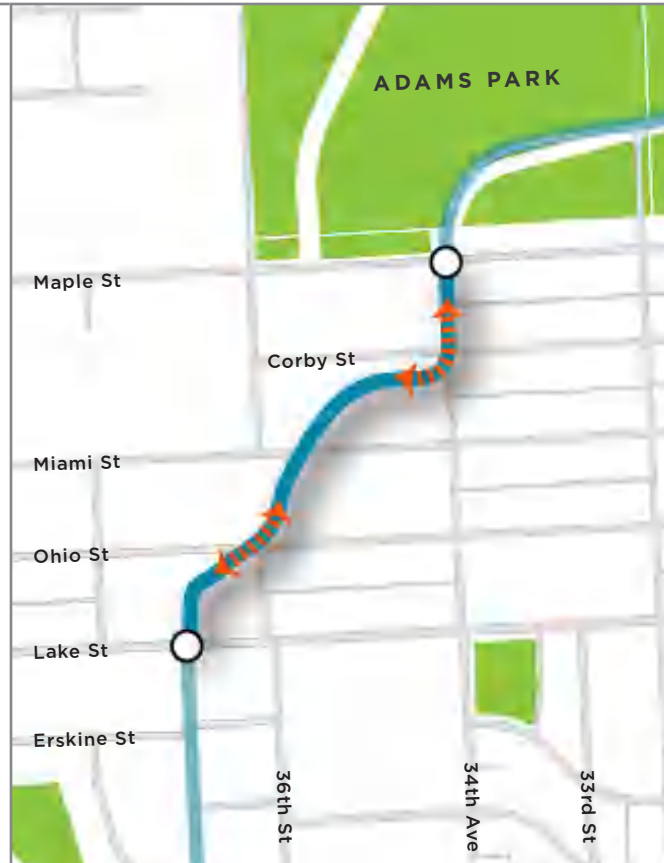 ADAMS PARK
Maple St
Corby St
Miami St
Ohio St
Lake St
Erskine St
36th St
34th Ave
33rd St